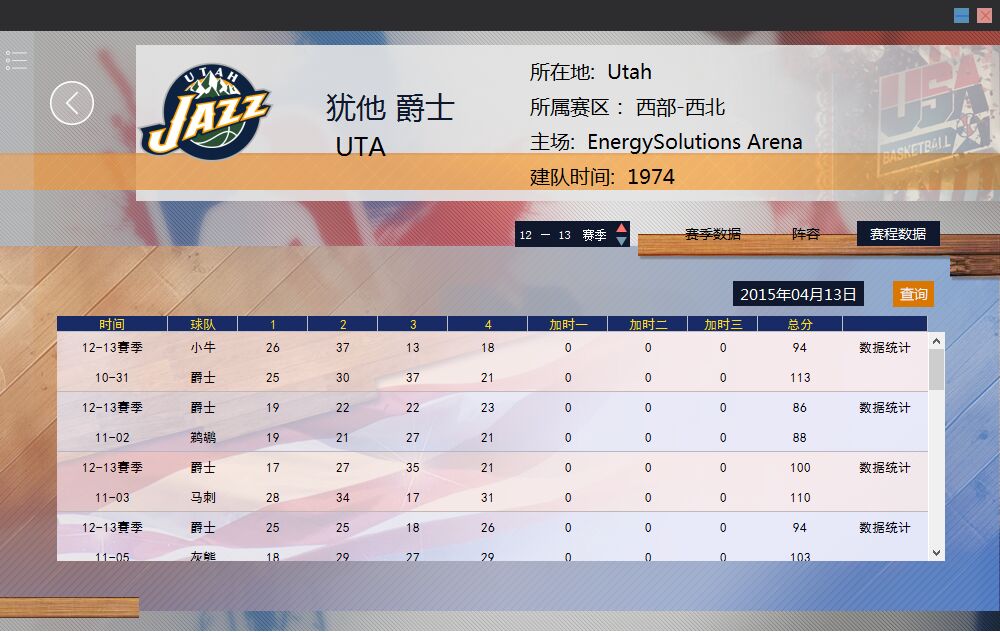 UTAH
JAZZ
犹他 爵士
UTA
所在地: Utah
所属赛区 : 西部-西北
主场: EnergySolutions Arena
建队时间: 1974
USA
BASKETBALL
12 — 13 赛季
赛季数据 阵容 赛程数据
2015年04月13日 查询
时间 球队 1 2 3 4 加时一 加时二 加时三 总分
12-13赛季 小牛 26 37 13 18 0 0 0 94 数据统计
10-31 爵士 25 30 37 21 0 0 0 113
12-13赛季 爵士 19 22 22 23 0 0 0 86 数据统计
11-02 鹈鹕 19 21 27 21 0 0 0 88
12-13赛季 爵士 17 27 35 21 0 0 0 100 数据统计
11-03 马刺 28 34 17 31 0 0 0 110
12-13赛季 爵士 25 25 18 26 0 0 0 94 数据统计
11-05 灰熊 18 29 27 29 0 0 0 103